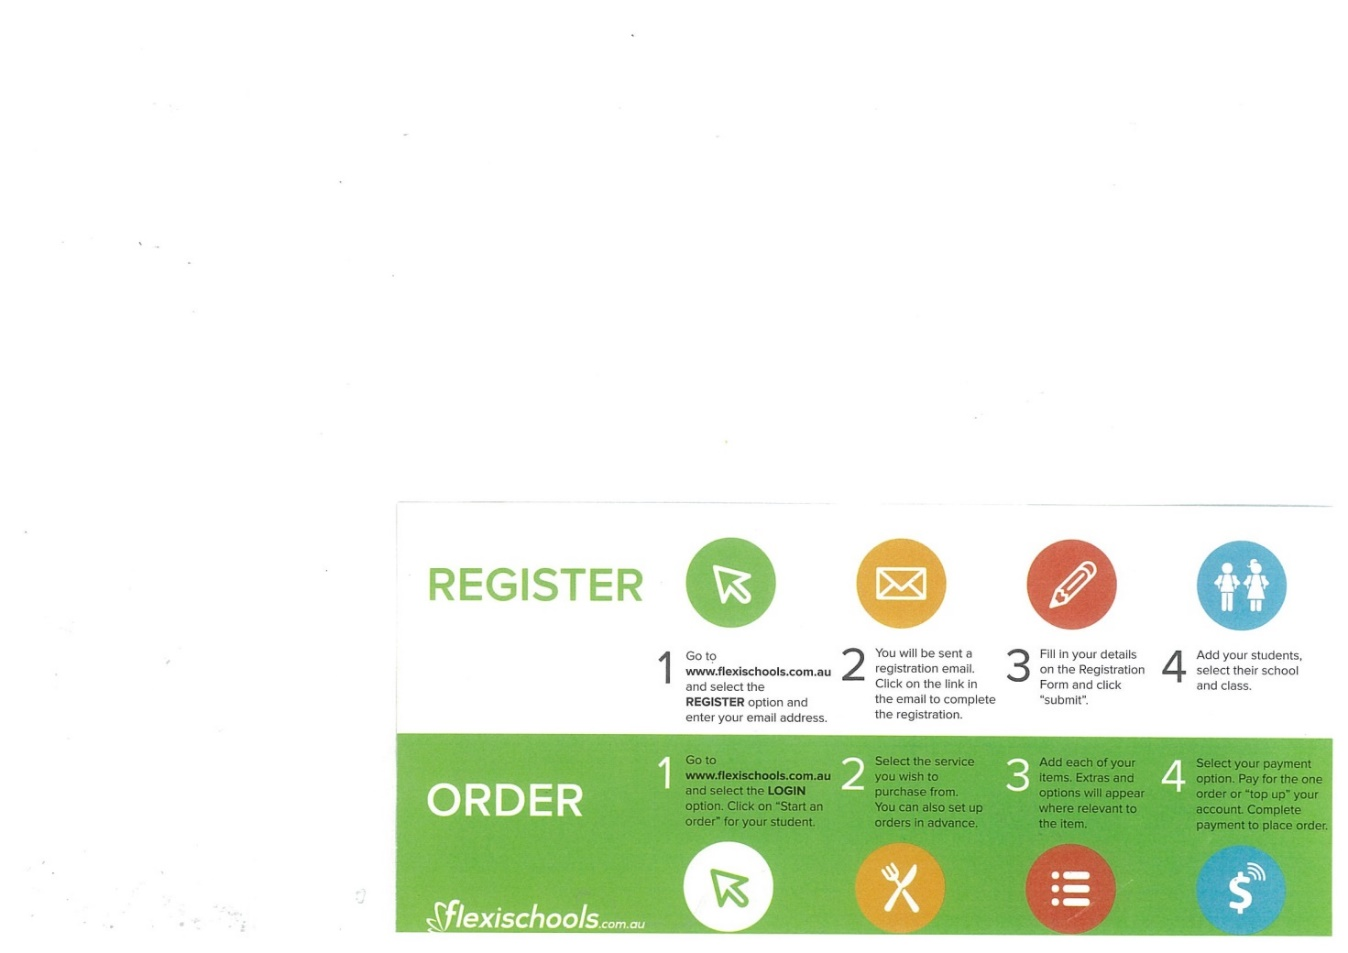 REGISTER
1
Go to
www.flexischools.com.au
and select the
REGISTER option and
enter your email address.
2
You will be sent a
registration email.
Click on the link in
the email to complete
the registration.
3
Fill in your details
on the Registration
Form and click
“submit”.
4
Add your students,
select their school
and class.
ORDER
1
Go to
www.flexischools.com.au
and select the LOGIN
option. Click on “Start an
order” for your student.
2
Select the service
you wish to
purchase from.
You can also set up
orders in advance.
3
Add each of your
items. Extras and
options will appear
where relevant to
the item.
4
Select your payment
option. Pay for the one
order or “top up” your
account. Complete
payment to place order.
$
flexischools.com.au